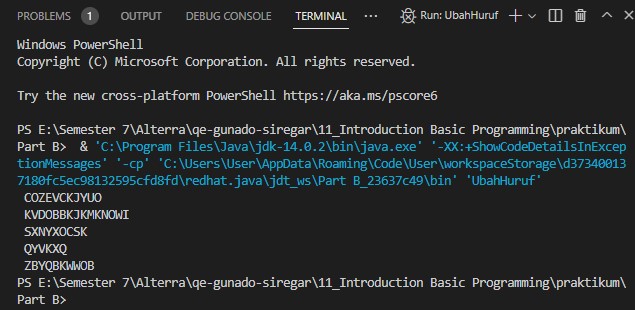 PROBLEMS 1 OUTPUT DEBUG CONSOLE TERMINAL ··· Run: UbahHuruf
Windows PowerShell
Copyright (C) Microsoft Corporation. All rights reserved.
Try the new cross-platform PowerShell https://aka.ms/pscore6
PS E:\Semester 7\Alterra\qe-gunado-siregar\11_Introduction Basic Programming\praktikum\
Part B>  & 'C:\Program Files\Java\jdk-14.0.2\bin\java.exe' '-XX:+ShowCodeDetailsInExcep
tionMessages' '-cp' 'C:\Users\User\AppData\Roaming\Code\User\workspaceStorage\d37340013
7180fc5ec98132595cfd8fd\redhat.java\jdt_ws\Part B_23637c49\bin' 'UbahHuruf'
COZEVCKJYUO
KVDOBBKJKMKNOWI
SXNYXOCSK
QYVKXQ
ZBYQBKWWOB
PS E:\Semester 7\Alterra\qe-gunado-siregar\11_Introduction Basic Programming\praktikum\
Part B>